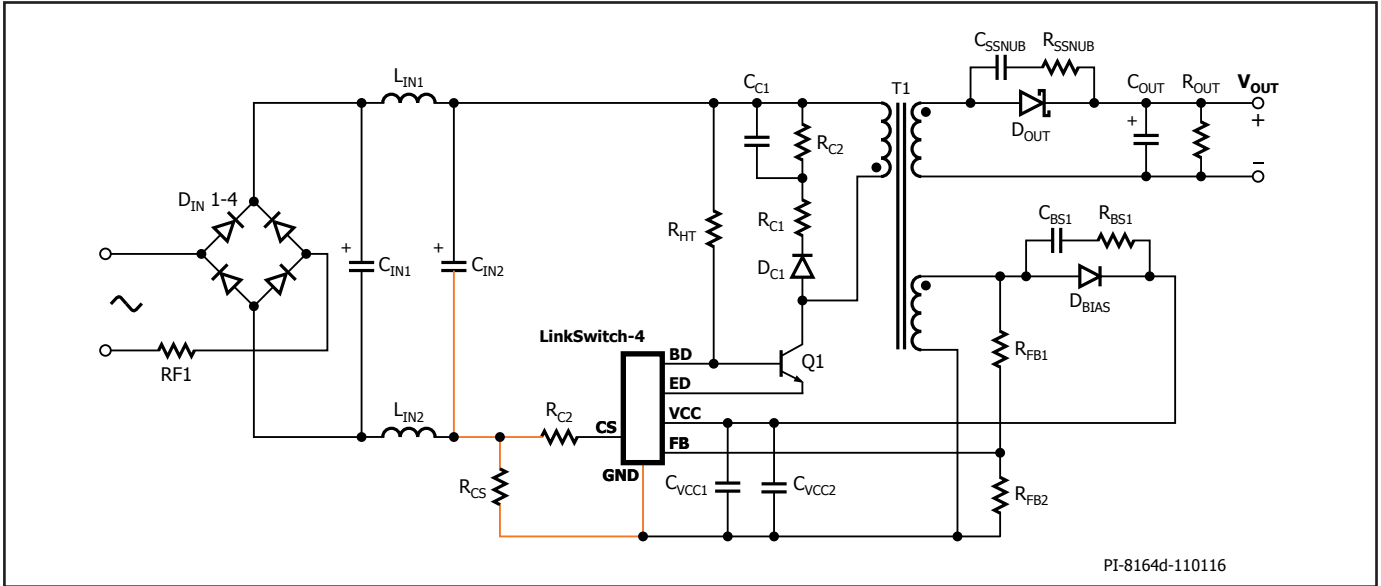 C_SSNUB
R_SSNUB
L_IN1
C_C1
T1
C_OUT
R_OUT
V_OUT
+
D_OUT
+
R_C2
−
D_IN 1-4
R_C1
C_BS1
R_BS1
R_HT
+
C_IN1
+
C_IN2
D_C1
D_BIAS
LinkSwitch-4
BD
Q1
R_FB1
ED
RF1
L_IN2
R_C2
VCC
CS
FB
GND
R_CS
C_VCC1
C_VCC2
R_FB2
PI-8164d-110116